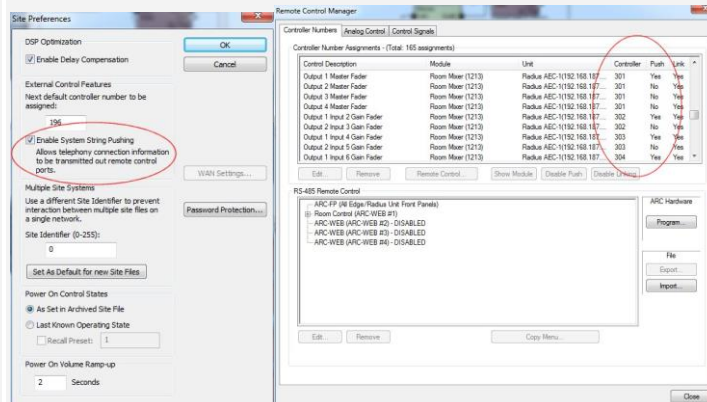 Site Preferences
DSP Optimization
Enable Delay Compensation
OK
Cancel
External Control Features
Next default controller number to be
assigned:
196
Enable System String Pushing
Allows telephony connection information
to be transmitted out remote control
ports.
WAN Settings...
Multiple Site Systems
Use a different Site Identifier to prevent
interaction between multiple site files on
a single network.
Password Protection...
Site Identifier (0-255):
0
Set As Default for new Site Files
Power On Control States
As Set in Archived Site File
Last Known Operating State
Recall Preset: 1
Power On Volume Ramp-up
2 Seconds
Remote Control Manager
Controller Numbers Analog Control Control Signals
Controller Number Assignments - (Total: 165 assignments)
Control Description Module Unit Controller Push Link
Output 1 Master Fader Room Mixer (1213) Radius AEC-1(192.168.187... 301 Yes Yes
Output 2 Master Fader Room Mixer (1213) Radius AEC-1(192.168.187... 301 No Yes
Output 3 Master Fader Room Mixer (1213) Radius AEC-1(192.168.187... 301 No Yes
Output 4 Master Fader Room Mixer (1213) Radius AEC-1(192.168.187... 301 No Yes
Output 1 Input 2 Gain Fader Room Mixer (1213) Radius AEC-1(192.168.187... 302 Yes Yes
Output 2 Input 3 Gain Fader Room Mixer (1213) Radius AEC-1(192.168.187... 302 No Yes
Output 1 Input 4 Gain Fader Room Mixer (1213) Radius AEC-1(192.168.187... 303 Yes Yes
Output 2 Input 5 Gain Fader Room Mixer (1213) Radius AEC-1(192.168.187... 303 No Yes
Output 1 Input 6 Gain Fader Room Mixer (1213) Radius AEC-1(192.168.187... 304 Yes Yes
Edit... Remove Remote Control... Show Module Disable Push Disable Linking
RS-485 Remote Control
ARC-FP (All Edge/Radius Unit Front Panels)
Room Control (ARC-WEB #1)
ARC-WEB (ARC-WEB #2) - DISABLED
ARC-WEB (ARC-WEB #3) - DISABLED
ARC-WEB (ARC-WEB #4) - DISABLED
ARC Hardware
Program...
File
Export...
Import...
Edit... Remove Copy Menu...
Close